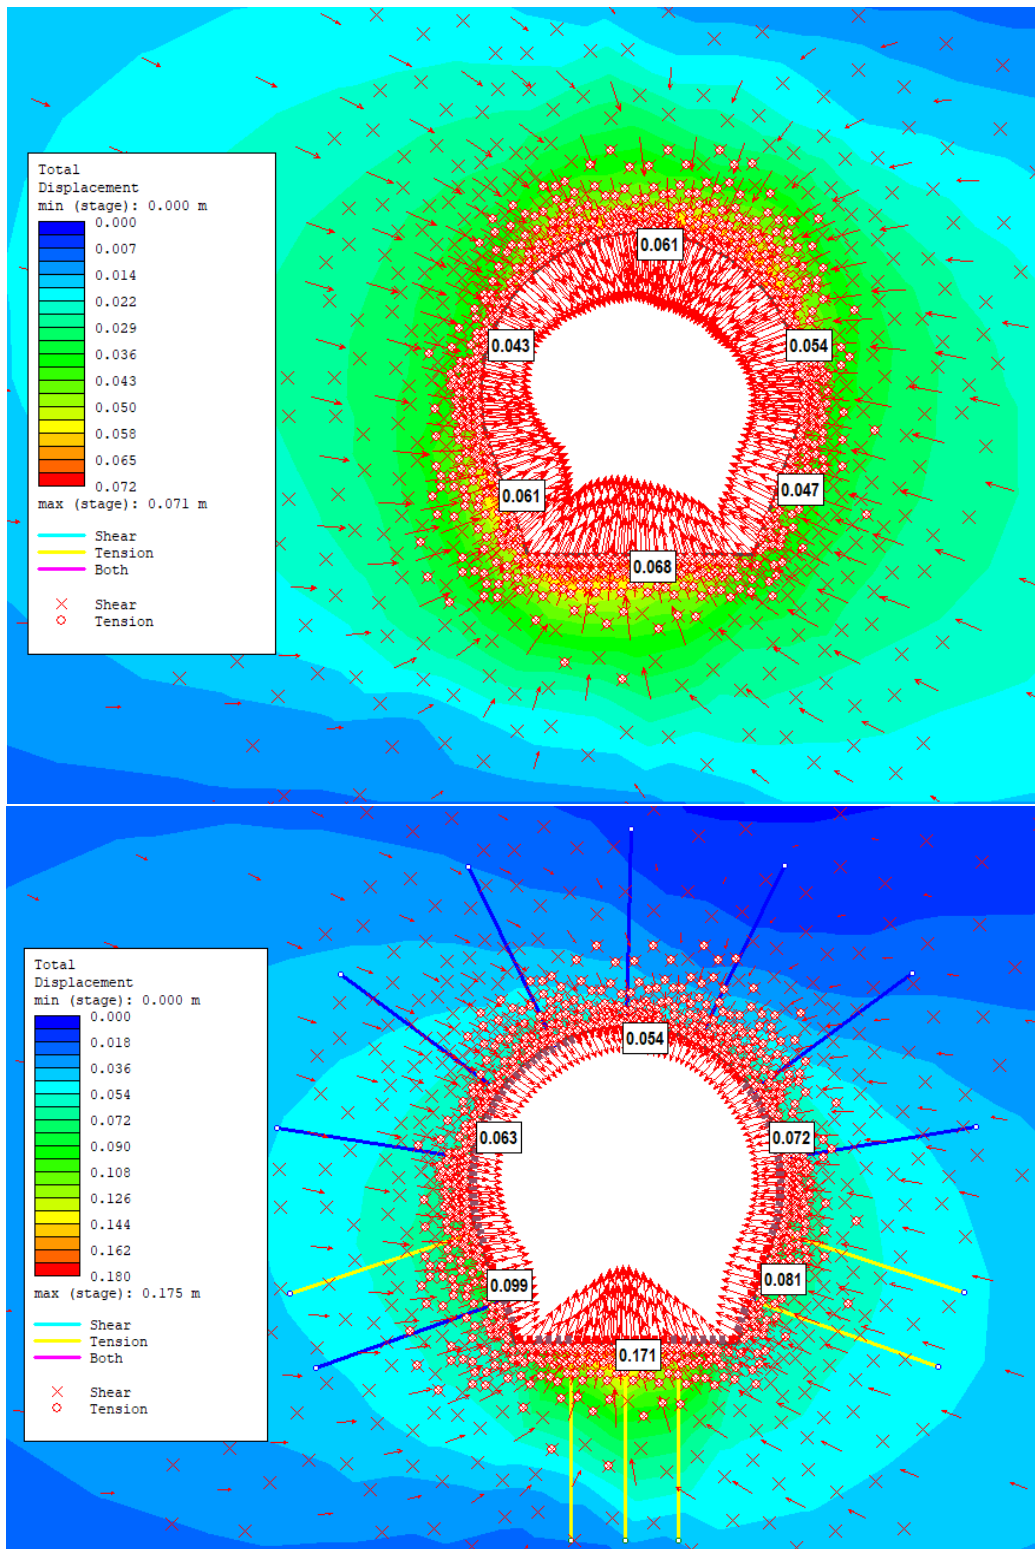 Total
Displacement
min (stage): 0.000 m
0.000
0.007
0.014
0.022
0.029
0.036
0.043
0.050
0.058
0.065
0.072
max (stage): 0.071 m
Shear
Tension
Both
Shear
Tension
0.061
0.043
0.054
0.061
0.047
0.068
Total
Displacement
min (stage): 0.000 m
0.000
0.018
0.036
0.054
0.072
0.090
0.108
0.126
0.144
0.162
0.180
max (stage): 0.175 m
Shear
Tension
Both
Shear
Tension
0.054
0.063
0.072
0.099
0.081
0.171